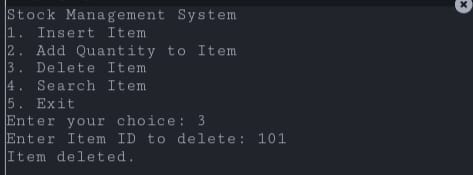 Stock Management System
1. Insert Item
2. Add Quantity to Item
3. Delete Item
4. Search Item
5. Exit
Enter your choice: 3
Enter Item ID to delete: 101
Item deleted.